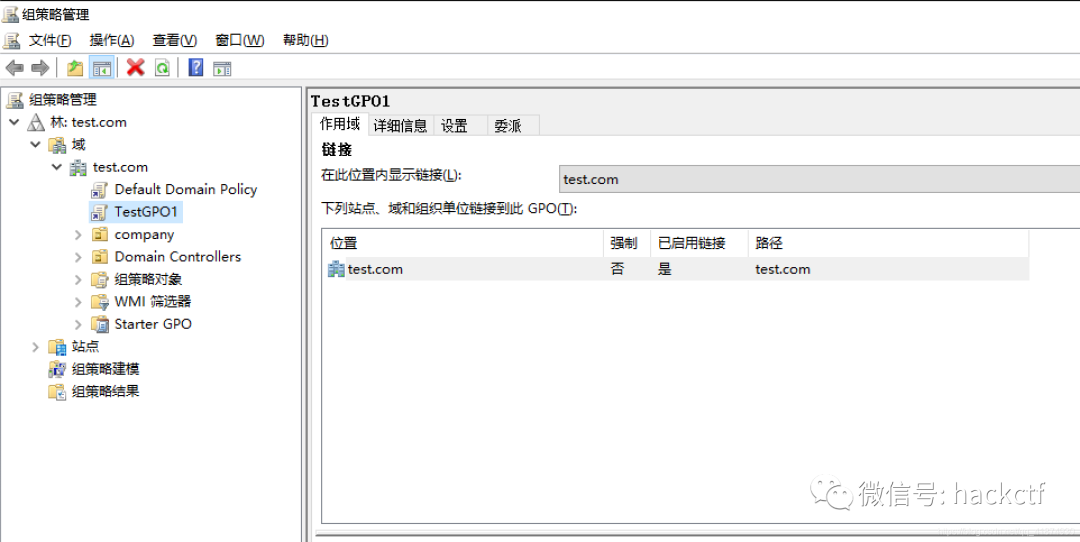 组策略管理
文件(F) 操作(A) 查看(V) 窗口(W) 帮助(H)
组策略管理
林: test.com
域
test.com
Default Domain Policy
TestGPO1
company
Domain Controllers
组策略对象
WMI 筛选器
Starter GPO
站点
组策略建模
组策略结果
TestGPO1
作用域 详细信息 设置 委派
链接
在此位置内显示链接(L): test.com
下列站点、域和组织单位链接到此 GPO(T):
位置 强制 已启用链接 路径
test.com 否 是 test.com
微信号: hackctf